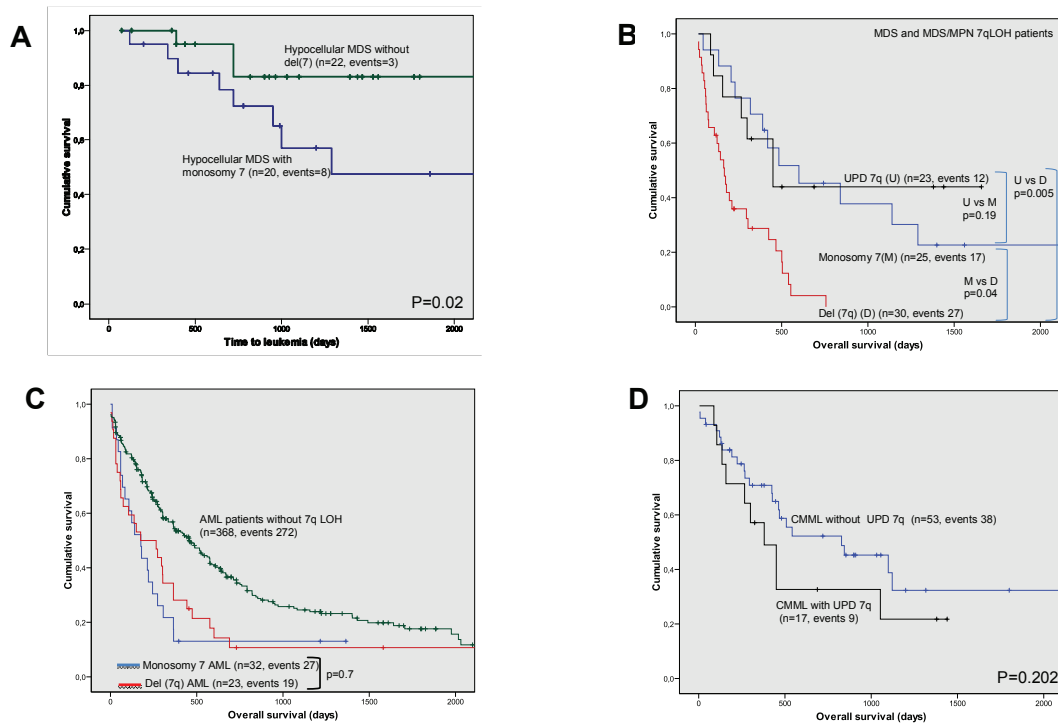 A
Cumulative survival
1,0
0,8
0,6
0,4
0,2
0,0
Hypocellular MDS without
del(7) (n=22, events=3)
Hypocellular MDS with
monosomy 7 (n=20, events=8)
P=0.02
0
500
1000
1500
2000
Time to leukemia (days)
B
MDS and MDS/MPN 7qLOH patients
Cumulative survival
1,0
0,8
0,6
0,4
0,2
0,0
UPD 7q (U) (n=23, events 12)
U vs D
p=0.005
U vs M
p=0.19
Monosomy 7(M) (n=25, events 17)
M vs D
p=0.04
Del (7q) (D) (n=30, events 27)
0
500
1000
1500
2000
Overall survival (days)
C
Cumulative survival
1,0
0,8
0,6
0,4
0,2
0,0
AML patients without 7q LOH
(n=368, events 272)
Monosomy 7 AML (n=32, events 27)
Del (7q) AML (n=23, events 19)
p=0.7
0
500
1000
1500
2000
Overall survival (days)
D
Cumulative survival
1,0
0,8
0,6
0,4
0,2
0,0
CMML without UPD 7q (n=53, events 38)
CMML with UPD 7q
(n=17, events 9)
P=0.202
0
500
1000
1500
2000
Overall survival (days)